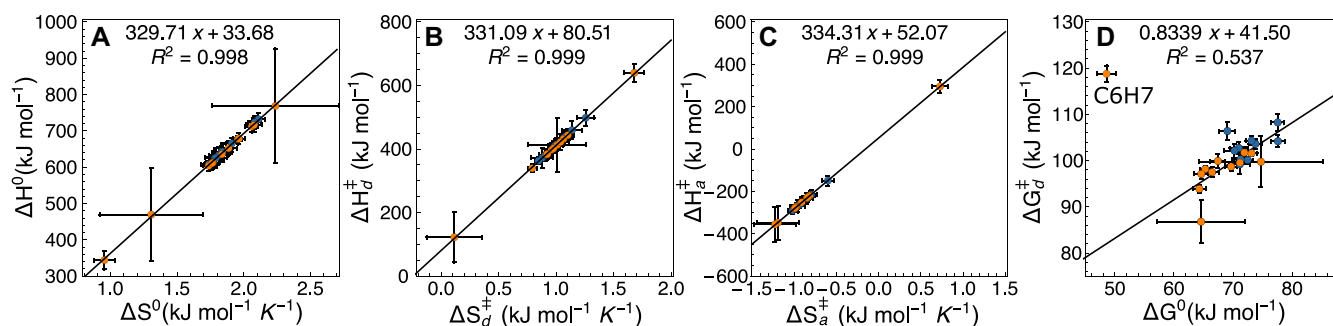 A
329.71 x + 33.68
R² = 0.998
1000
900
800
700
600
500
400
300
1.0
1.5
2.0
2.5
ΔH⁰(kJ mol⁻¹)
ΔS⁰(kJ mol⁻¹ K⁻¹)
B
331.09 x + 80.51
R² = 0.999
800
600
400
200
0
0.0
0.5
1.0
1.5
2.0
ΔH‡d (kJ mol⁻¹)
ΔS‡d (kJ mol⁻¹ K⁻¹)
C
334.31 x + 52.07
R² = 0.999
600
400
200
0
−200
−400
−600
−1.5
−1.0
−0.5
0.0
0.5
1.0
1.5
ΔH‡a (kJ mol⁻¹)
ΔS‡a (kJ mol⁻¹ K⁻¹)
D
0.8339 x + 41.50
R² = 0.537
C6H7
130
120
110
100
90
80
50
60
70
80
ΔG‡d (kJ mol⁻¹)
ΔG⁰(kJ mol⁻¹)